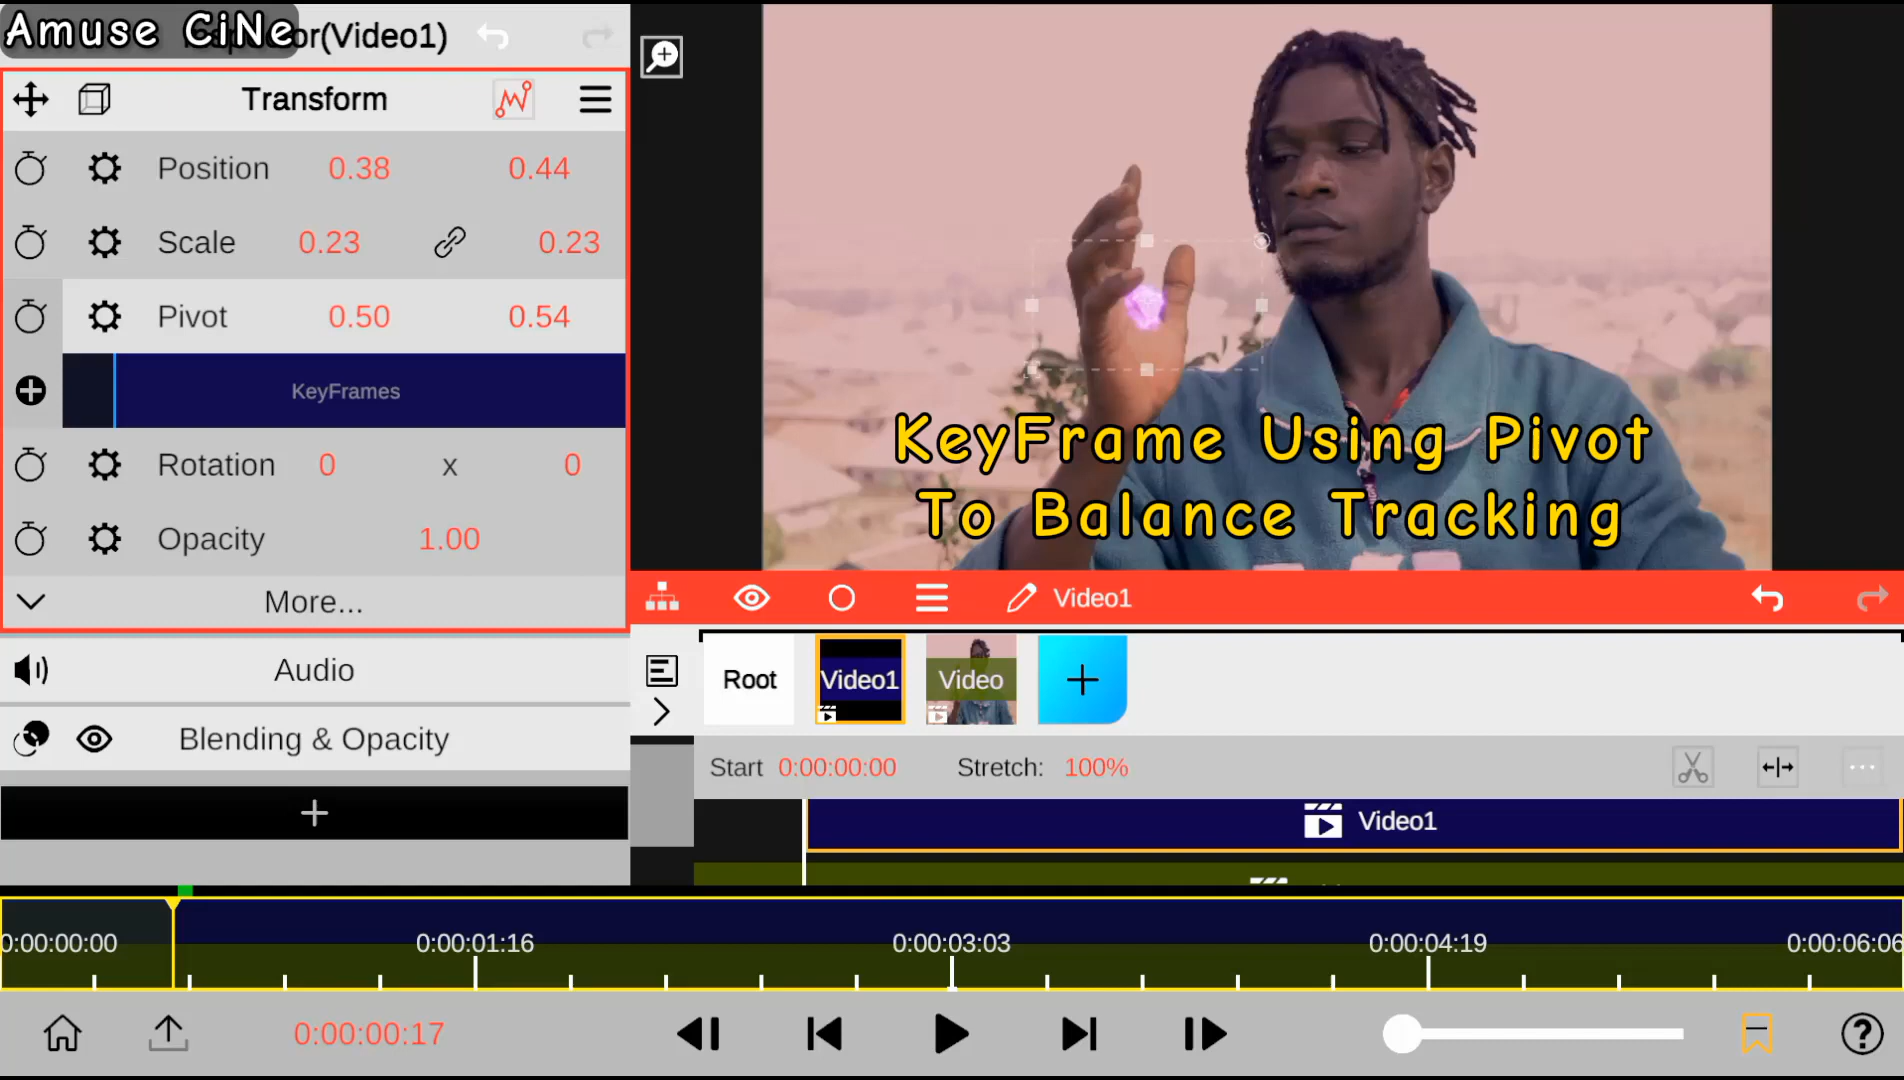 Amuse CiNe
or(Video1)
Transform
Position 0.38 0.44
Scale 0.23 0.23
Pivot 0.50 0.54
KeyFrames
Rotation 0 x 0
Opacity 1.00
More...
Audio
Blending & Opacity
+
KeyFrame Using Pivot
To Balance Tracking
Video1
Root Video1 Video +
Start 0:00:00:00 Stretch: 100%
Video1
0:00:00:00 0:00:01:16 0:00:03:03 0:00:04:19 0:00:06:06
0:00:00:17